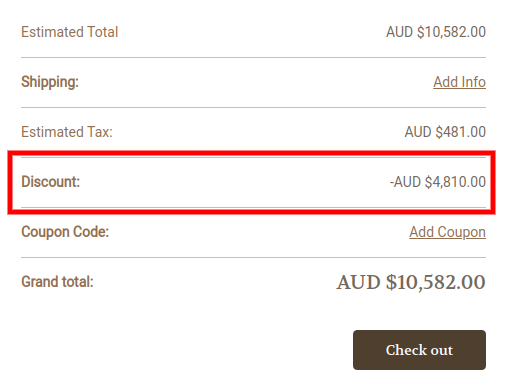 Estimated Total AUD $10,582.00
Shipping: Add Info
Estimated Tax: AUD $481.00
Discount: -AUD $4,810.00
Coupon Code: Add Coupon
Grand total: AUD $10,582.00
Check out